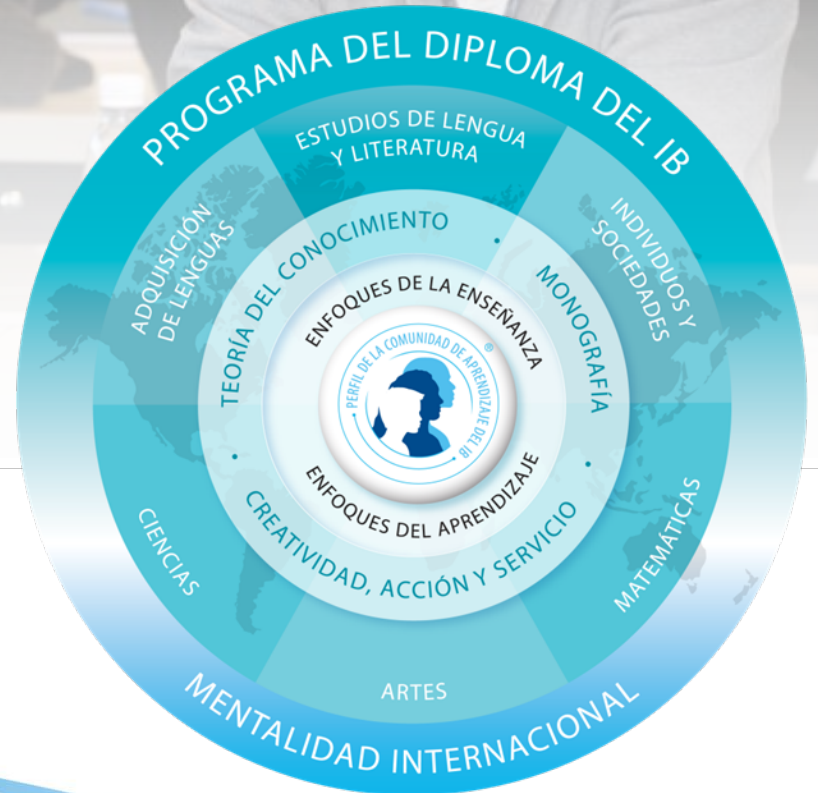 PROGRAMA DEL DIPLOMA DEL IB
ESTUDIOS DE LENGUA
Y LITERATURA
ADQUISICIÓN
DE LENGUAS
INDIVIDUOS Y
SOCIEDADES
TEORÍA DEL CONOCIMIENTO
MONOGRAFÍA
ENFOQUES DE LA ENSEÑANZA
PERFIL DE LA COMUNIDAD DE APRENDIZAJE DEL IB
®
ENFOQUES DEL APRENDIZAJE
CREATIVIDAD, ACCIÓN Y SERVICIO
CIENCIAS
MATEMÁTICAS
ARTES
MENTALIDAD INTERNACIONAL